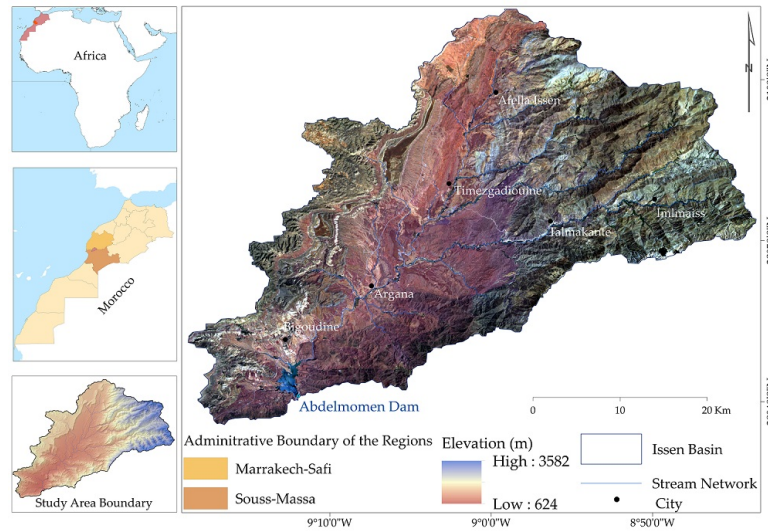 Africa
Morocco
Study Area Boundary
Afella Issen
Timezgadiouine
Imlmaiss
Talmakante
Argana
Bigoudine
Abdelmomen Dam
N
0 10 20 Km
Adminitrative Boundary of the Regions
Marrakech-Safi
Souss-Massa
Elevation (m)
High : 3582
Low : 624
Issen Basin
Stream Network
City
9°10'0"W 9°0'0"W 8°50'0"W